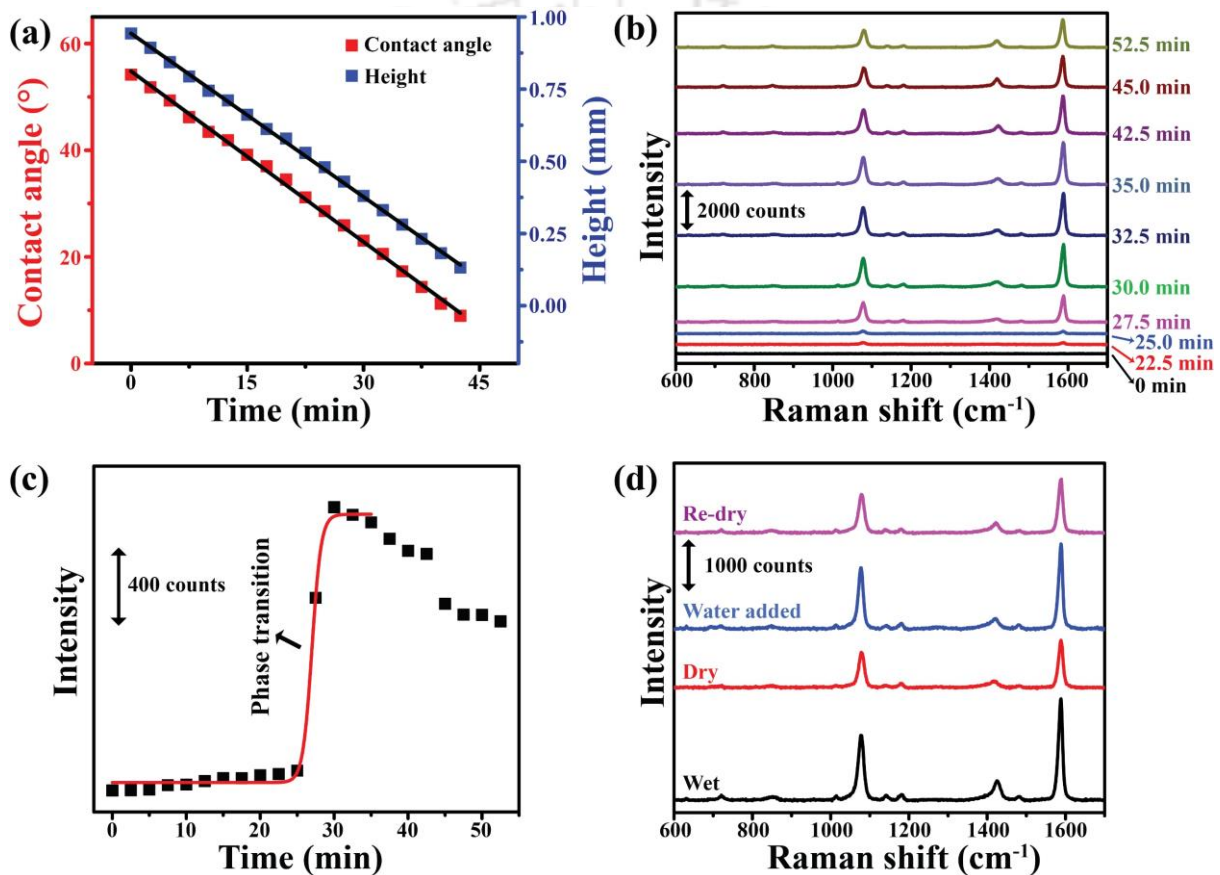 (a)
Contact angle (°)
60
40
20
0
Contact angle
Height
1.00
0.75
0.50
0.25
0.00
Height (mm)
0 15 30 45
Time (min)
(b)
Intensity
2000 counts
52.5 min
45.0 min
42.5 min
35.0 min
32.5 min
30.0 min
27.5 min
25.0 min
22.5 min
0 min
600 800 1000 1200 1400 1600
Raman shift (cm⁻¹)
(c)
Intensity
400 counts
Phase transition
0 10 20 30 40 50
Time (min)
(d)
Intensity
Re-dry
1000 counts
Water added
Dry
Wet
600 800 1000 1200 1400 1600
Raman shift (cm⁻¹)